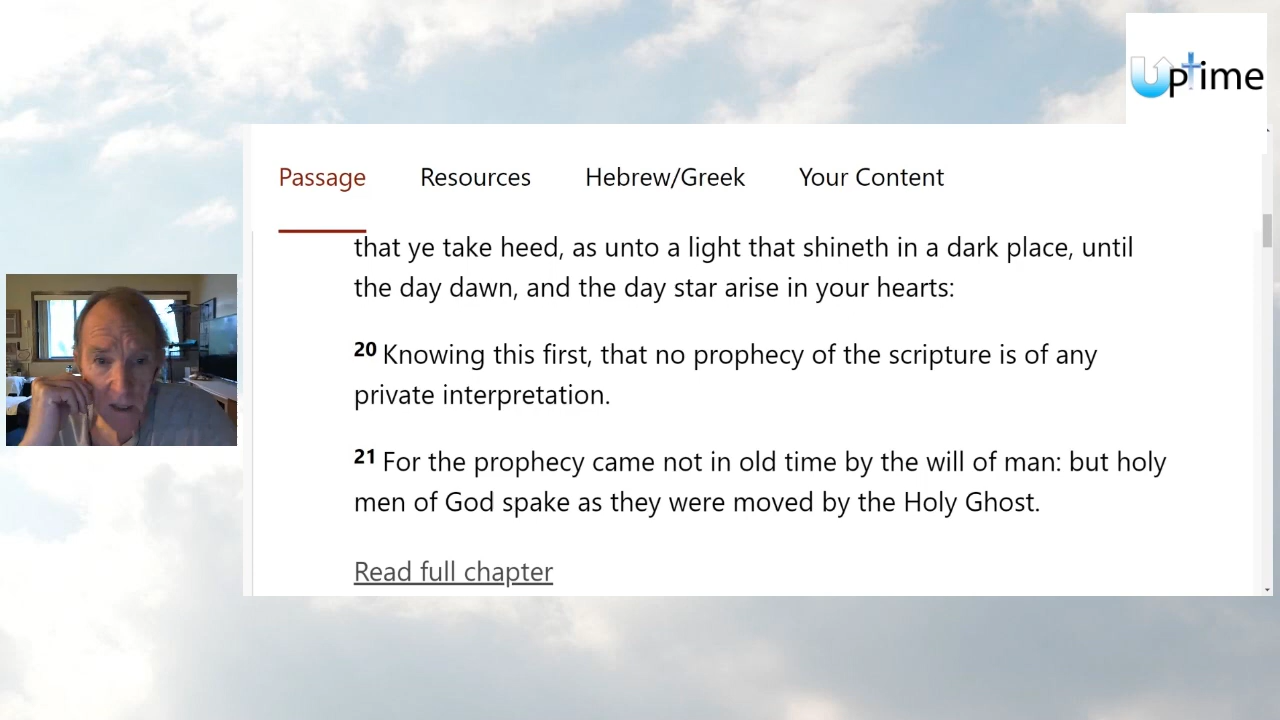 Uptime
Passage Resources Hebrew/Greek Your Content
that ye take heed, as unto a light that shineth in a dark place, until
the day dawn, and the day star arise in your hearts:
20 Knowing this first, that no prophecy of the scripture is of any
private interpretation.
21 For the prophecy came not in old time by the will of man: but holy
men of God spake as they were moved by the Holy Ghost.
Read full chapter